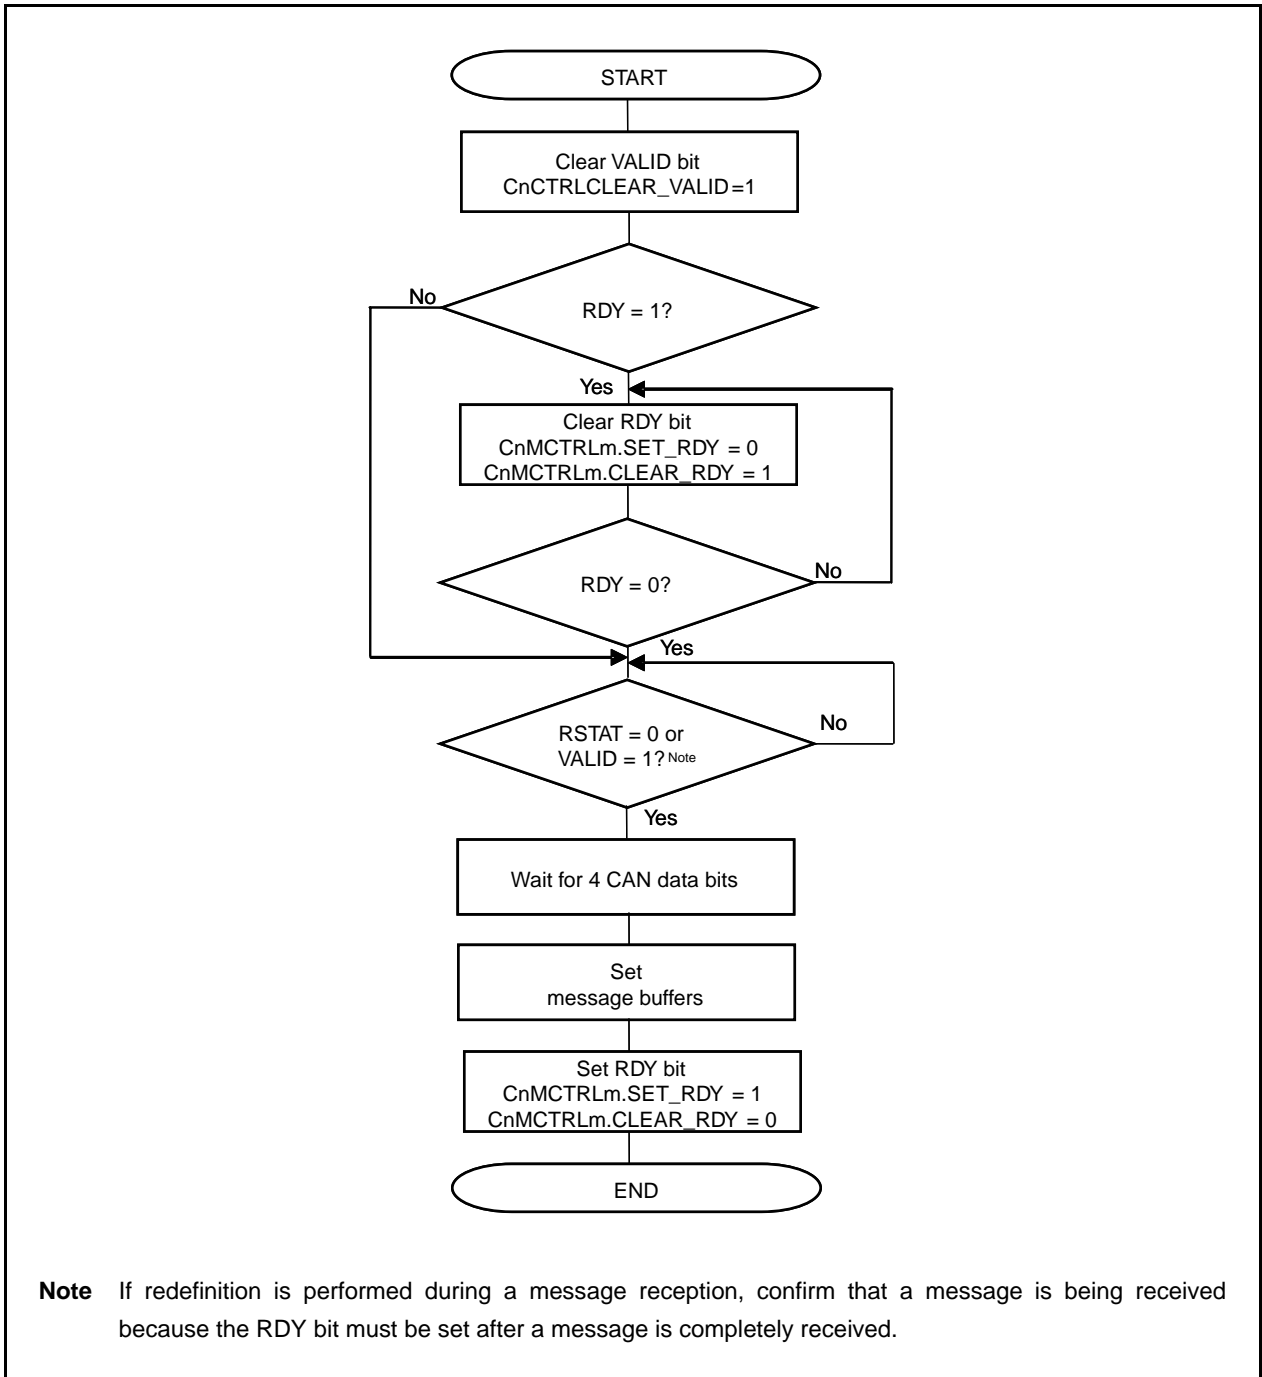 START
Clear VALID bit
CnCTRLCLEAR_VALID=1
No
RDY = 1?
Yes
Clear RDY bit
CnMCTRLm.SET_RDY = 0
CnMCTRLm.CLEAR_RDY = 1
No
RDY = 0?
Yes
No
RSTAT = 0 or
VALID = 1? Note
Yes
Wait for 4 CAN data bits
Set
message buffers
Set RDY bit
CnMCTRLm.SET_RDY = 1
CnMCTRLm.CLEAR_RDY = 0
END
Note If redefinition is performed during a message reception, confirm that a message is being received
because the RDY bit must be set after a message is completely received.